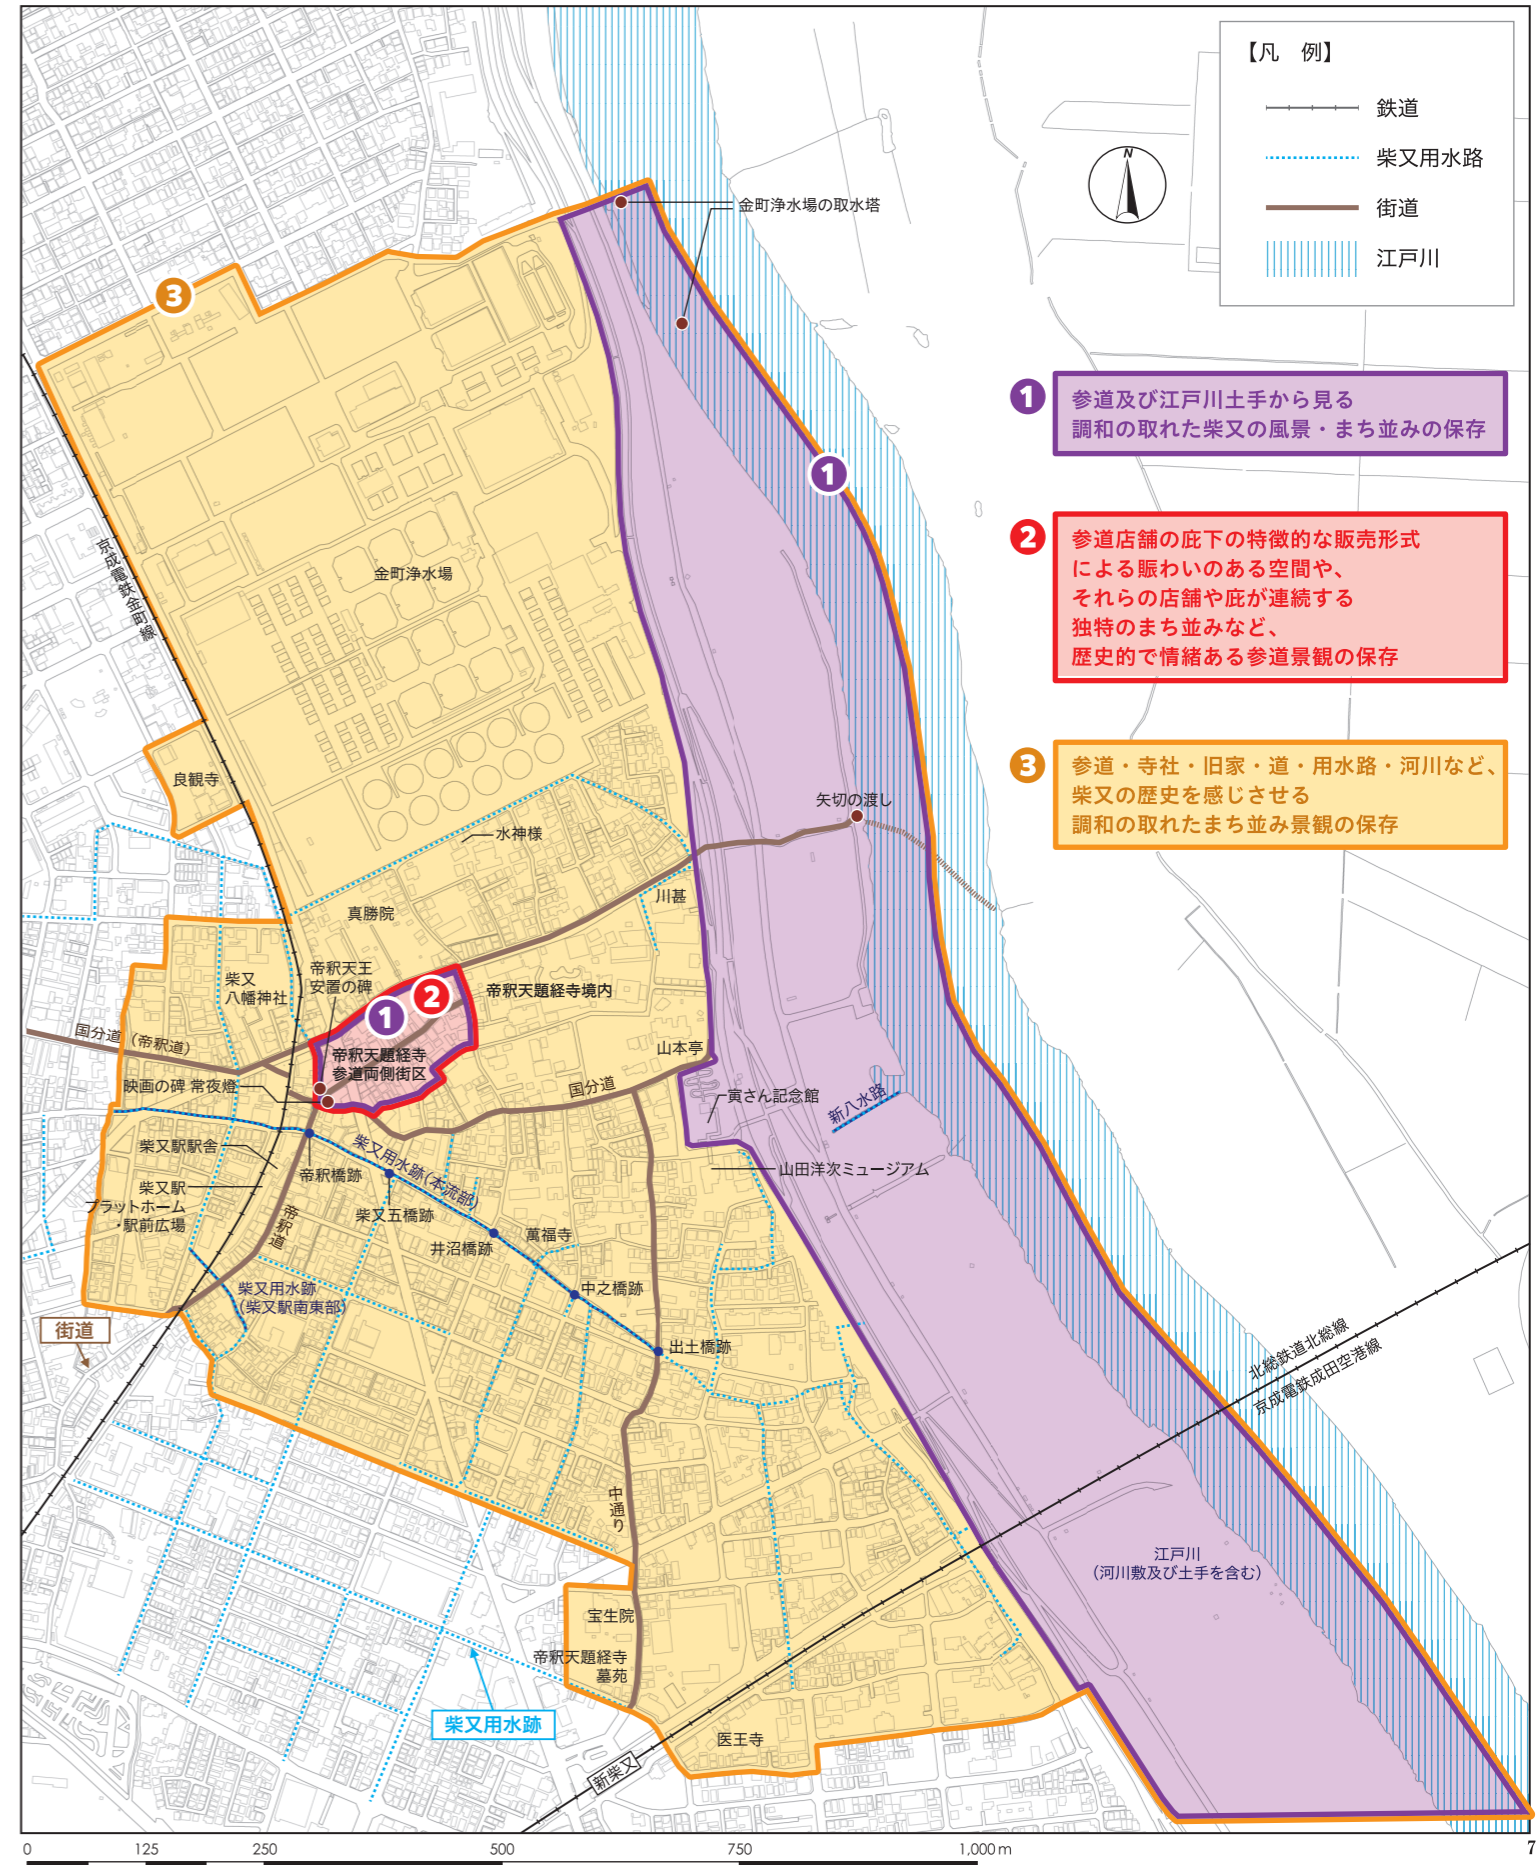 【凡　例】
鉄道
柴又用水路
街道
江戸川
N
金町浄水場の取水塔
3
1
参道及び江戸川土手から見る
調和の取れた柴又の風景・まち並みの保存
1
2
参道店舗の庇下の特徴的な販売形式
による賑わいのある空間や、
それらの店舗や庇が連続する
独特のまち並みなど、
歴史的で情緒ある参道景観の保存
京成電鉄金町線
金町浄水場
3
参道・寺社・旧家・道・用水路・河川など、
柴又の歴史を感じさせる
調和の取れたまち並み景観の保存
良観寺
矢切の渡し
水神様
川甚
真勝院
帝釈天王
安置の碑
柴又
八幡神社
帝釈天題経寺境内
1
2
国分道（帝釈道）
山本亭
帝釈天題経寺
参道両側街区
映画の碑 常夜燈
国分道
寅さん記念館
新八水路
柴又駅駅舎
帝釈橋跡
柴又用水跡（本流部）
山田洋次ミュージアム
柴又駅
プラットホーム
・駅前広場
帝釈道
柴又五橋跡
井沼橋跡
萬福寺
中之橋跡
柴又用水跡
（柴又駅南東部）
街道
出土橋跡
北総鉄道北総線
京成電鉄成田空港線
中通り
江戸川
（河川敷及び土手を含む）
宝生院
帝釈天題経寺
墓苑
柴又用水跡
医王寺
新柴又
0 125 250 500 750 1,000m
7